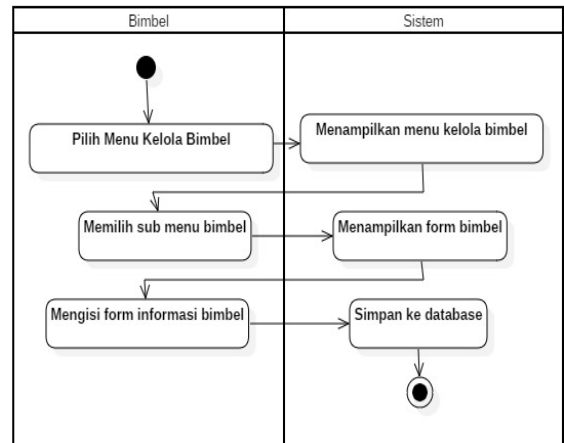 Bimbel
Sistem
Pilih Menu Kelola Bimbel
Menampilkan menu kelola bimbel
Memilih sub menu bimbel
Menampilkan form bimbel
Mengisi form informasi bimbel
Simpan ke database